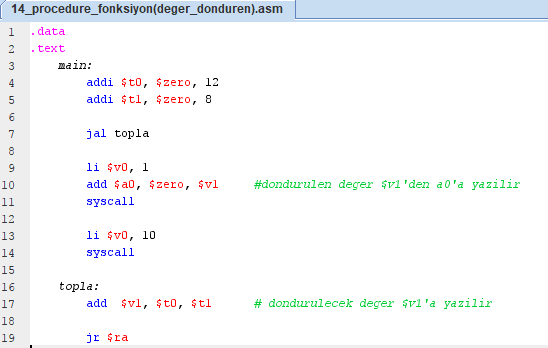 14_procedure_fonksiyon(deger_donduren).asm
1 .data
2 .text
3 main:
4 addi $t0, $zero, 12
5 addi $t1, $zero, 8
6
7 jal topla
8
9 li $v0, 1
10 add $a0, $zero, $v1 #dondurulen deger $v1'den a0'a yazilir
11 syscall
12
13 li $v0, 10
14 syscall
15
16 topla:
17 add $v1, $t0, $t1 # dondurulecek deger $v1'a yazilir
18
19 jr $ra